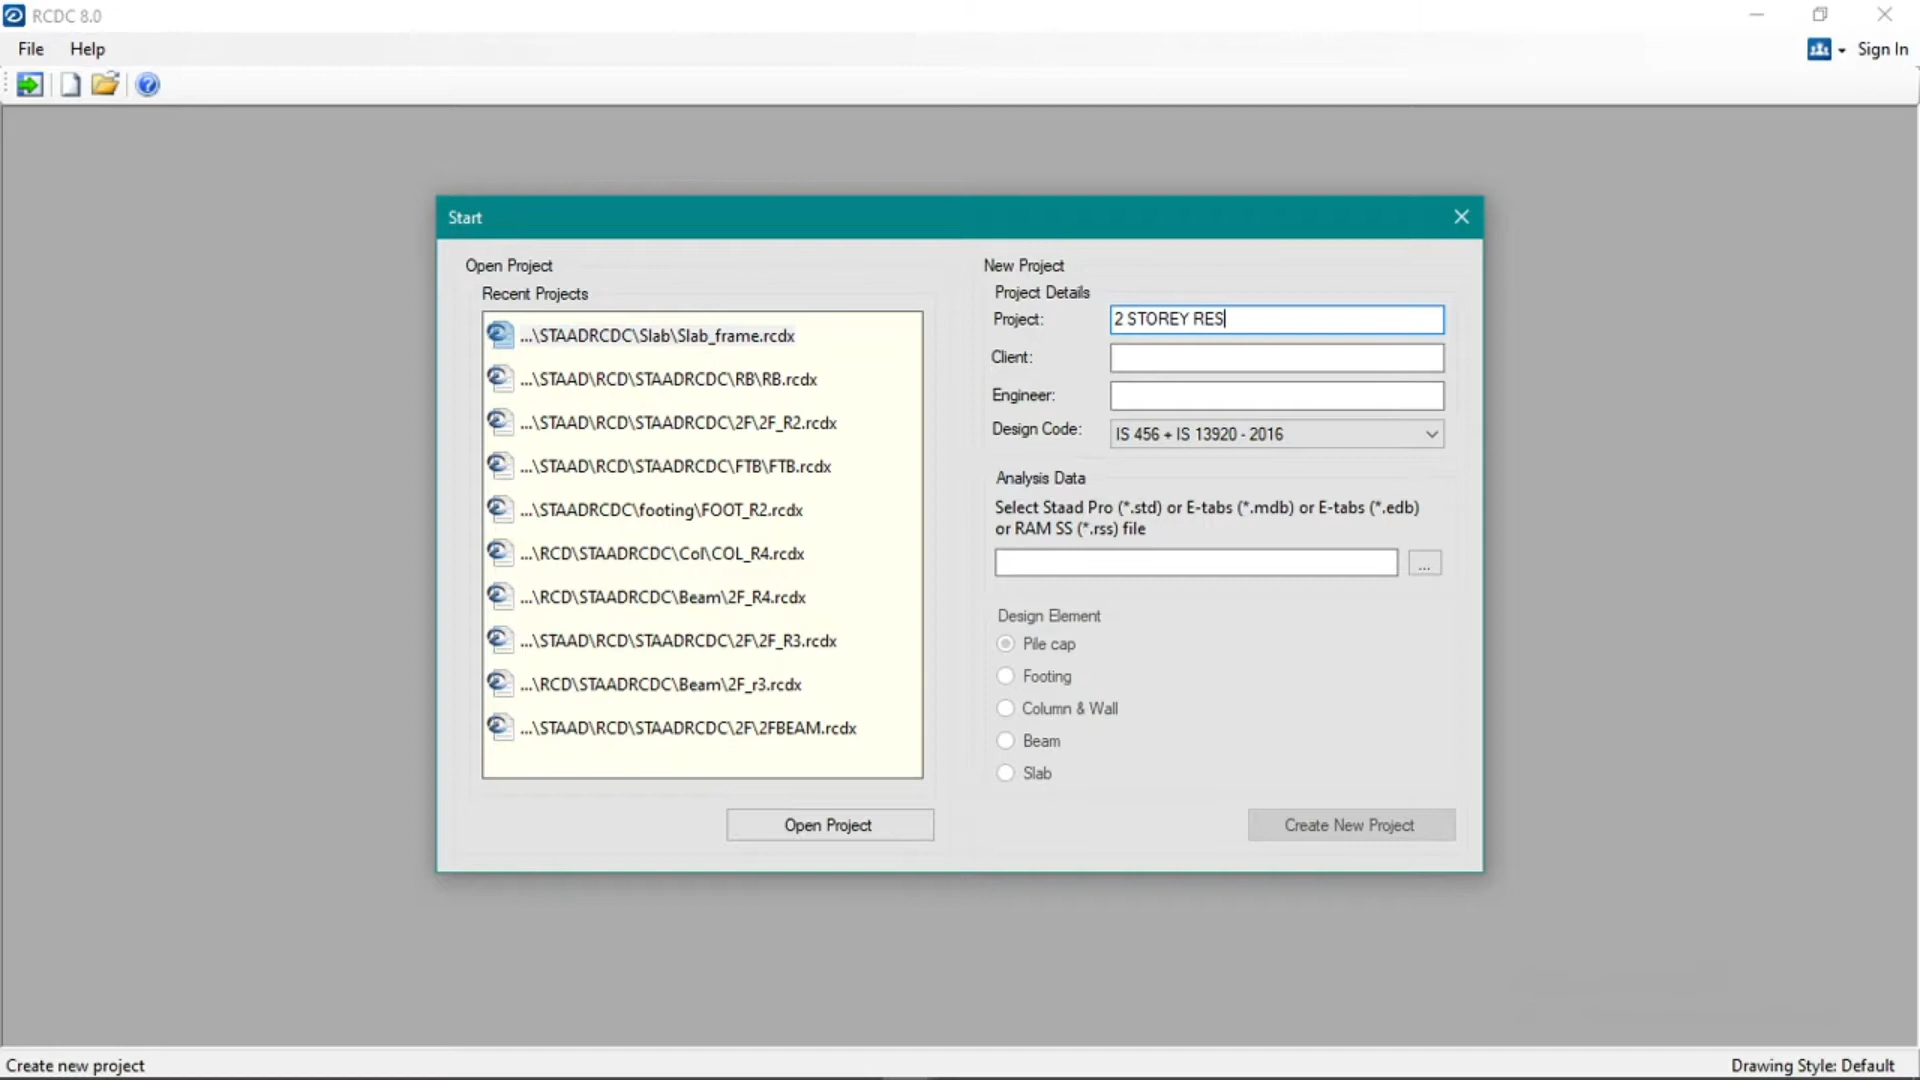 RCDC 8.0
File Help
Sign In
Start
Open Project
Recent Projects
...\STAADRCDC\Slab\Slab_frame.rcdx
...\STAAD\RCD\STAADRCDC\RB\RB.rcdx
...\STAAD\RCD\STAADRCDC\2F\2F_R2.rcdx
...\STAAD\RCD\STAADRCDC\FTB\FTB.rcdx
...\STAADRCDC\footing\FOOT_R2.rcdx
...\RCD\STAADRCDC\Col\COL_R4.rcdx
...\RCD\STAADRCDC\Beam\2F_R4.rcdx
...\STAAD\RCD\STAADRCDC\2F\2F_R3.rcdx
...\RCD\STAADRCDC\Beam\2F_r3.rcdx
...\STAAD\RCD\STAADRCDC\2F\2FBEAM.rcdx
Open Project
New Project
Project Details
Project: 2 STOREY RES
Client:
Engineer:
Design Code: IS 456 + IS 13920 - 2016
Analysis Data
Select Staad Pro (*.std) or E-tabs (*.mdb) or E-tabs (*.edb)
or RAM SS (*.rss) file
...
Design Element
Pile cap
Footing
Column & Wall
Beam
Slab
Create New Project
Create new project
Drawing Style: Default